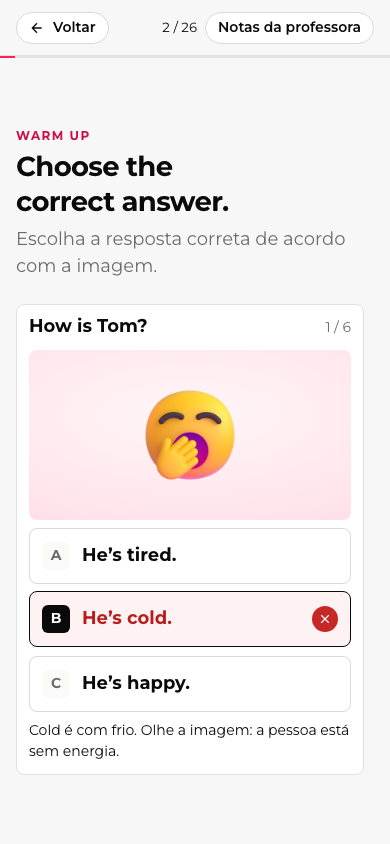 Voltar
2 / 26
Notas da professora
WARM UP
Choose the
correct answer.
Escolha a resposta correta de acordo
com a imagem.
How is Tom?
1 / 6
A
He's tired.
B
He's cold.
C
He's happy.
Cold é com frio. Olhe a imagem: a pessoa está
sem energia.